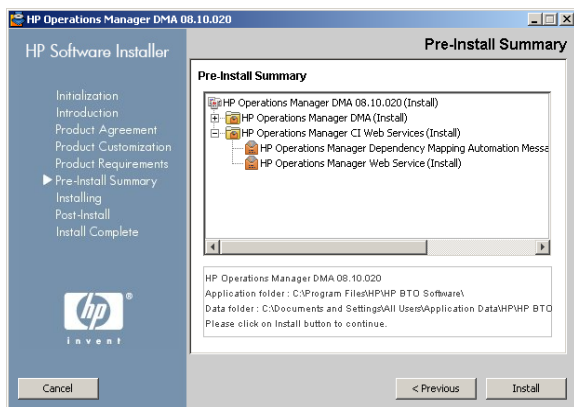 HP Operations Manager DMA 08.10.020
HP Software Installer
Pre-Install Summary
Initialization
Introduction
Product Agreement
Product Customization
Product Requirements
Pre-Install Summary
Installing
Post-Install
Install Complete
hp
®
invent
Pre-Install Summary
HP Operations Manager DMA 08.10.020 (Install)
HP Operations Manager DMA (Install)
HP Operations Manager CI Web Services (Install)
HP Operations Manager Dependency Mapping Automation Messa
HP Operations Manager Web Service (Install)
HP Operations Manager DMA 08.10.020
Application folder : C:\Program Files\HP\HP BTO Software\
Data folder : C:\Documents and Settings\All Users\Application Data\HP\HP BTO
Please click on Install button to continue.
Cancel
< Previous
Install